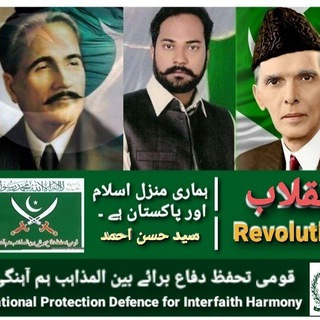 ہماری منزل اسلام
اور پاکستان ہے ۔
سید حسن احمد
نقلاب
Revoluti
قومی تحفظ دفاع برائے بین المذاہب ہم آہنگی
ational Protection Defence for Interfaith Harmony